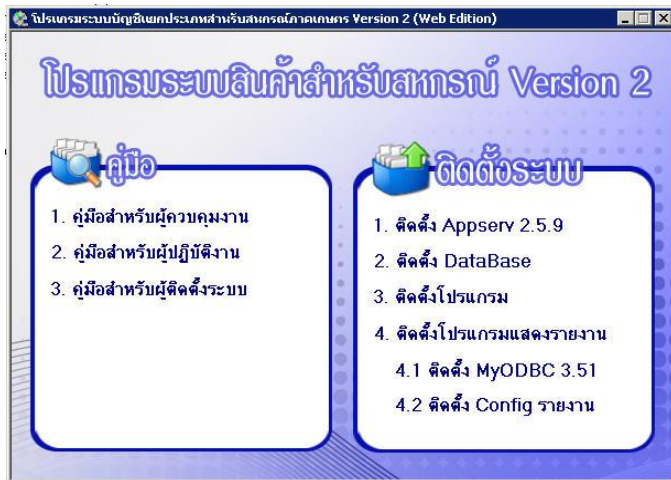 โปรแกรมระบบบัญชีแยกประเภทสำหรับสหกรณ์ภาคเกษตร Version 2 (Web Edition)
โปรแกรมระบบสินค้าสำหรับสหกรณ์ Version 2
คู่มือ
1. คู่มือสำหรับผู้ควบคุมงาน
2. คู่มือสำหรับผู้ปฏิบัติงาน
3. คู่มือสำหรับผู้ติดตั้งระบบ
ติดตั้งระบบ
1. ติดตั้ง Appserv 2.5.9
2. ติดตั้ง DataBase
3. ติดตั้งโปรแกรม
4. ติดตั้งโปรแกรมแสดงรายงาน
4.1 ติดตั้ง MyODBC 3.51
4.2 ติดตั้ง Config รายงาน